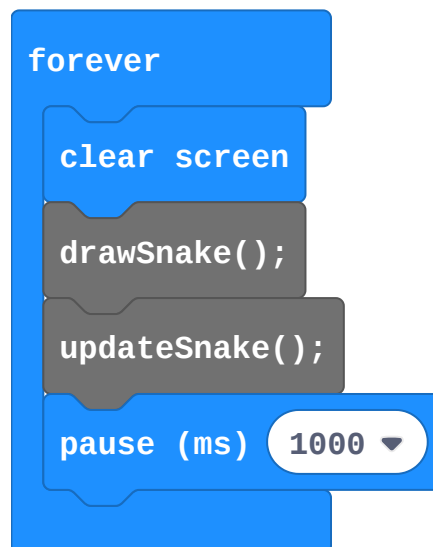 forever
clear screen
drawSnake();
updateSnake();
pause (ms) 1000